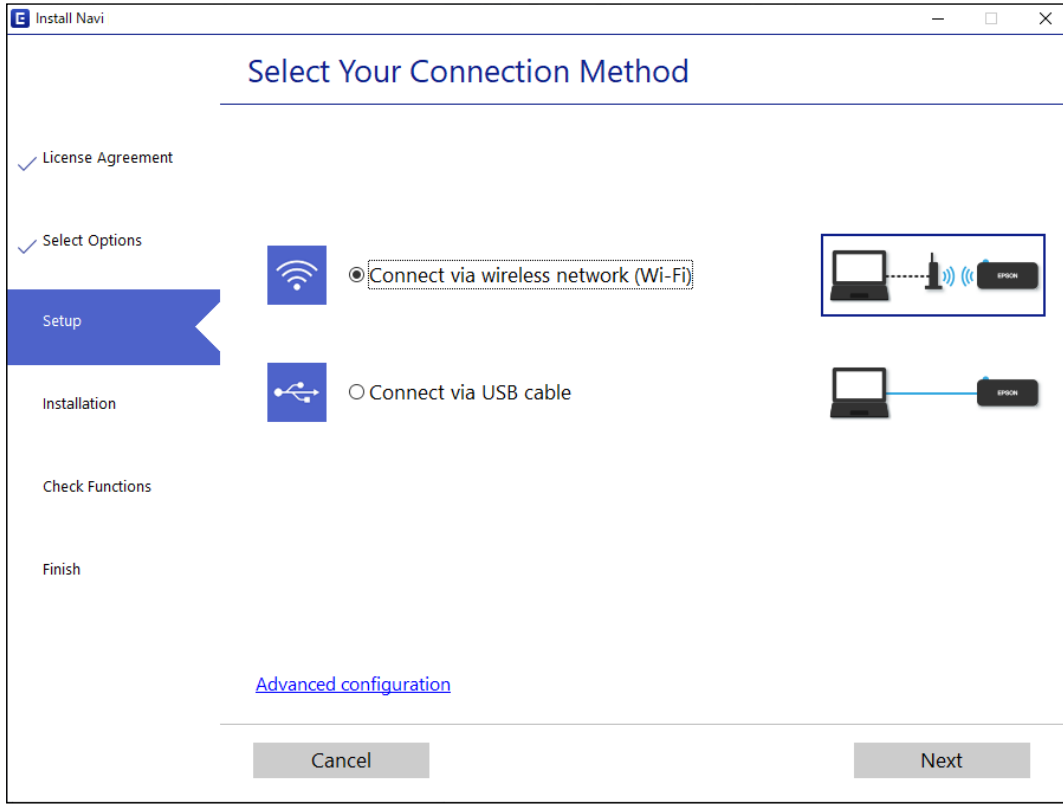 E Install Navi
Select Your Connection Method
License Agreement
Select Options
Setup
Installation
Check Functions
Finish
Connect via wireless network (Wi-Fi)
EPSON
Connect via USB cable
EPSON
Advanced configuration
Cancel
Next